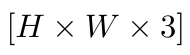 [H × W × 3]